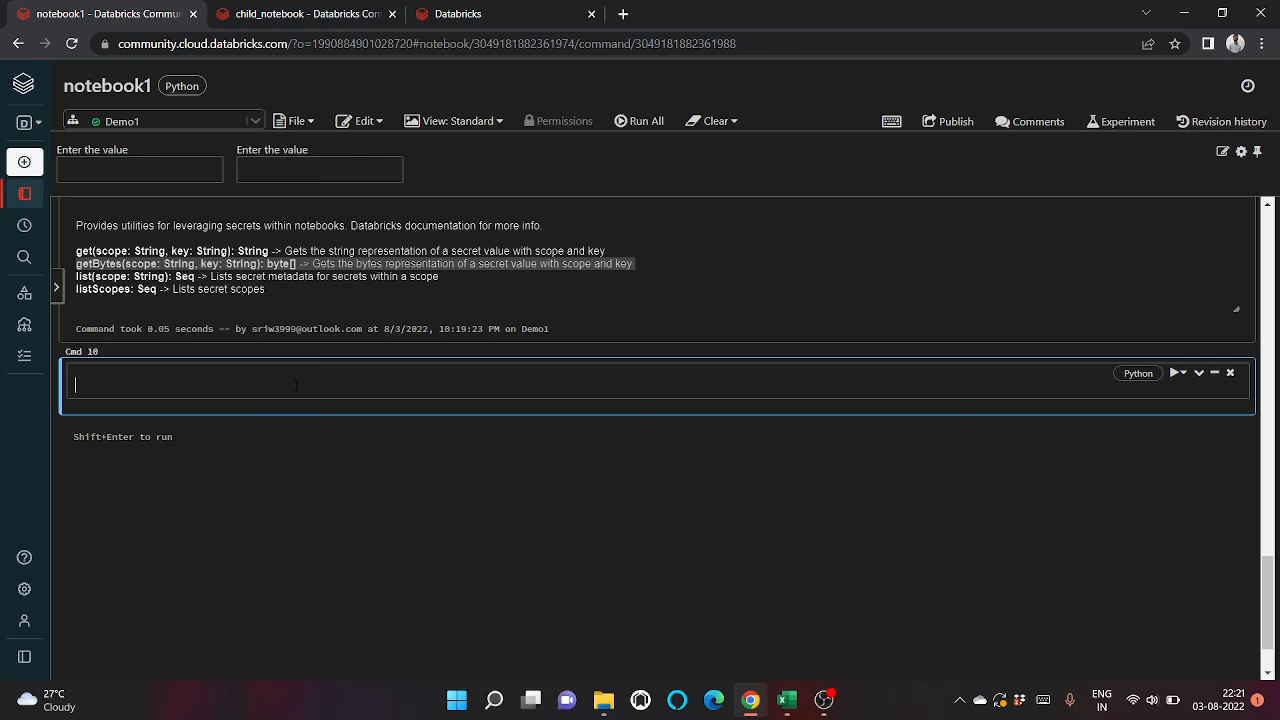 notebook1 - Databricks Commun
child_notebook - Databricks Con
Databricks
community.cloud.databricks.com/?o=1990884901028720#notebook/3049181882361974/command/3049181882361988
notebook1 Python
D
Demo1
File
Edit
View: Standard
Permissions
Run All
Clear
Publish
Comments
Experiment
Revision history
Enter the value
Enter the value
Provides utilities for leveraging secrets within notebooks. Databricks documentation for more info.
get(scope: String, key: String): String -> Gets the string representation of a secret value with scope and key
getBytes(scope: String, key: String): byte[] -> Gets the bytes representation of a secret value with scope and key
list(scope: String): Seq -> Lists secret metadata for secrets within a scope
listScopes: Seq -> Lists secret scopes
Command took 0.05 seconds -- by sriw3999@outlook.com at 8/3/2022, 10:19:23 PM on Demo1
Cmd 10
Python
Shift+Enter to run
27°C
Cloudy
ENG
IN
22:21
03-08-2022
1